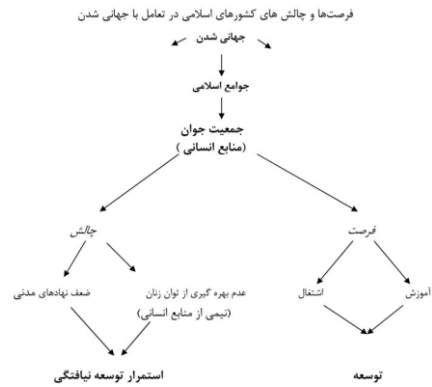 فرصت‌ها و چالش های کشورهای اسلامی در تعامل با جهانی شدن
جهانی شدن
جوامع اسلامی
جمعیت جوان
(منابع انسانی )
فرصت
چالش
آموزش
اشتغال
عدم بهره گیری از توان زنان
(نیمی از منابع انسانی)
ضعف نهادهای مدنی
توسعه
استمرار توسعه نیافتگی